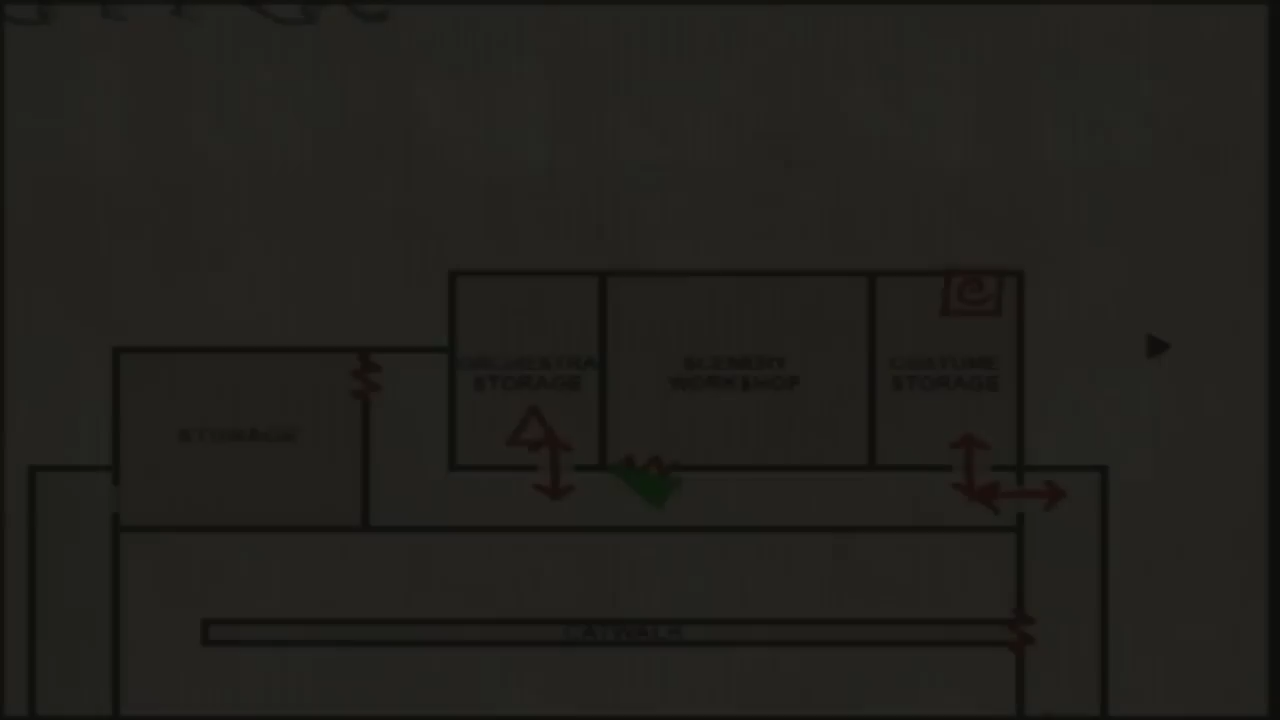 ORCHESTRA
STORAGE
SCENERY
WORKSHOP
COSTUME
STORAGE
STORAGE
CATWALK